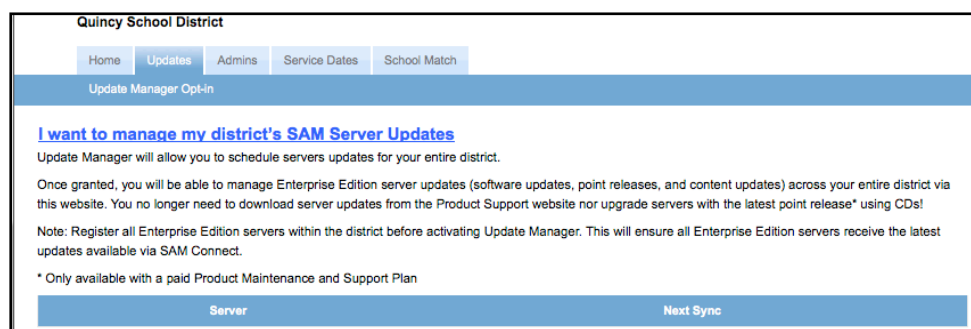 Quincy School District
Home Updates Admins Service Dates School Match
Update Manager Opt-in
I want to manage my district's SAM Server Updates
Update Manager will allow you to schedule servers updates for your entire district.
Once granted, you will be able to manage Enterprise Edition server updates (software updates, point releases, and content updates) across your entire district via
this website. You no longer need to download server updates from the Product Support website nor upgrade servers with the latest point release* using CDs!
Note: Register all Enterprise Edition servers within the district before activating Update Manager. This will ensure all Enterprise Edition servers receive the latest
updates available via SAM Connect.
* Only available with a paid Product Maintenance and Support Plan
Server Next Sync